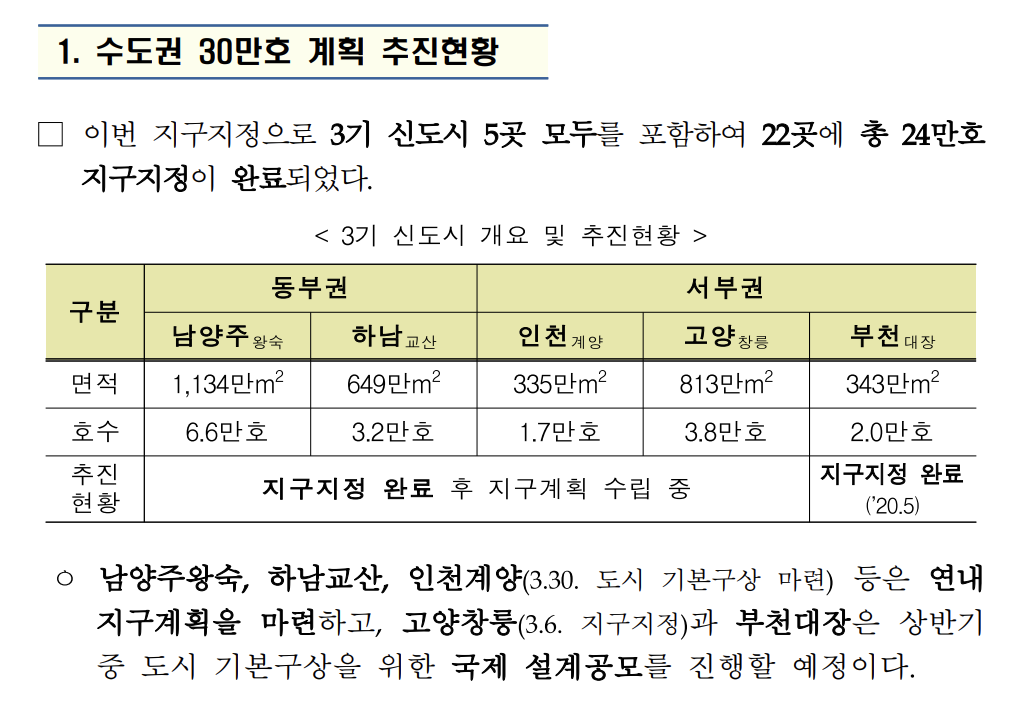 1. 수도권 30만호 계획 추진현황
□ 이번 지구지정으로 3기 신도시 5곳 모두를 포함하여 22곳에 총 24만호
지구지정이 완료되었다.
< 3기 신도시 개요 및 추진현황 >
구분 동부권 서부권
남양주왕숙 하남교산 인천계양 고양창릉 부천대장
면적 1,134만m² 649만m² 335만m² 813만m² 343만m²
호수 6.6만호 3.2만호 1.7만호 3.8만호 2.0만호
추진
현황 지구지정 완료 후 지구계획 수립 중 지구지정 완료
('20.5)
○ 남양주왕숙, 하남교산, 인천계양(3.30. 도시 기본구상 마련) 등은 연내
지구계획을 마련하고, 고양창릉(3.6. 지구지정)과 부천대장은 상반기
중 도시 기본구상을 위한 국제 설계공모를 진행할 예정이다.